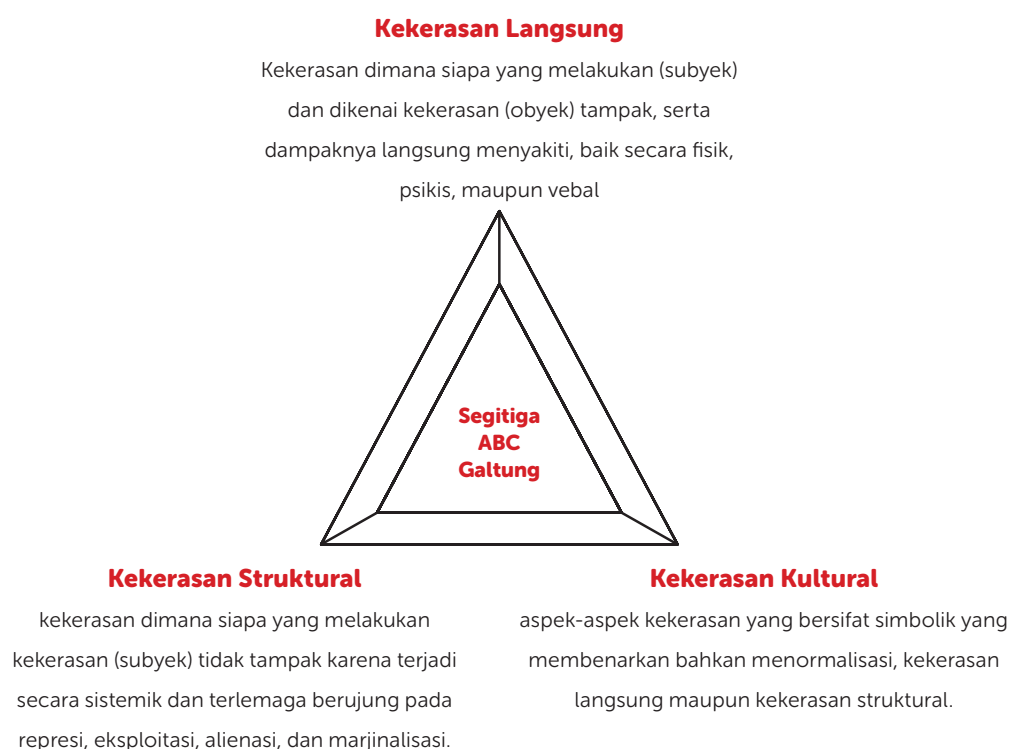 Kekerasan Langsung
Kekerasan dimana siapa yang melakukan (subyek)
dan dikenai kekerasan (obyek) tampak, serta
dampaknya langsung menyakiti, baik secara fisik,
psikis, maupun vebal
Segitiga
ABC
Galtung
Kekerasan Struktural
kekerasan dimana siapa yang melakukan
kekerasan (subyek) tidak tampak karena terjadi
secara sistemik dan terlemaga berujung pada
represi, eksploitasi, alienasi, dan marjinalisasi.
Kekerasan Kultural
aspek-aspek kekerasan yang bersifat simbolik yang
membenarkan bahkan menormalisasi, kekerasan
langsung maupun kekerasan struktural.